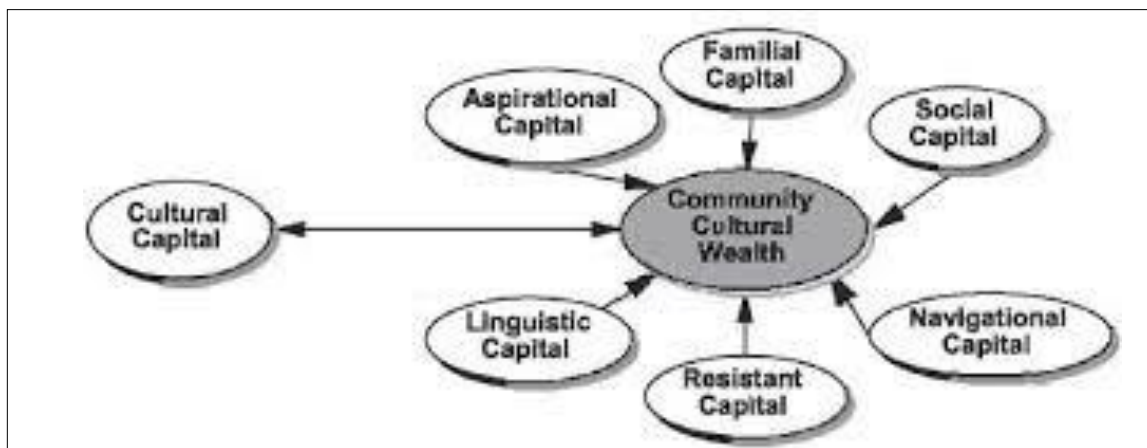 Familial
Capital
Aspirational
Capital
Social
Capital
Community
Cultural
Wealth
Cultural
Capital
Linguistic
Capital
Navigational
Capital
Resistant
Capital